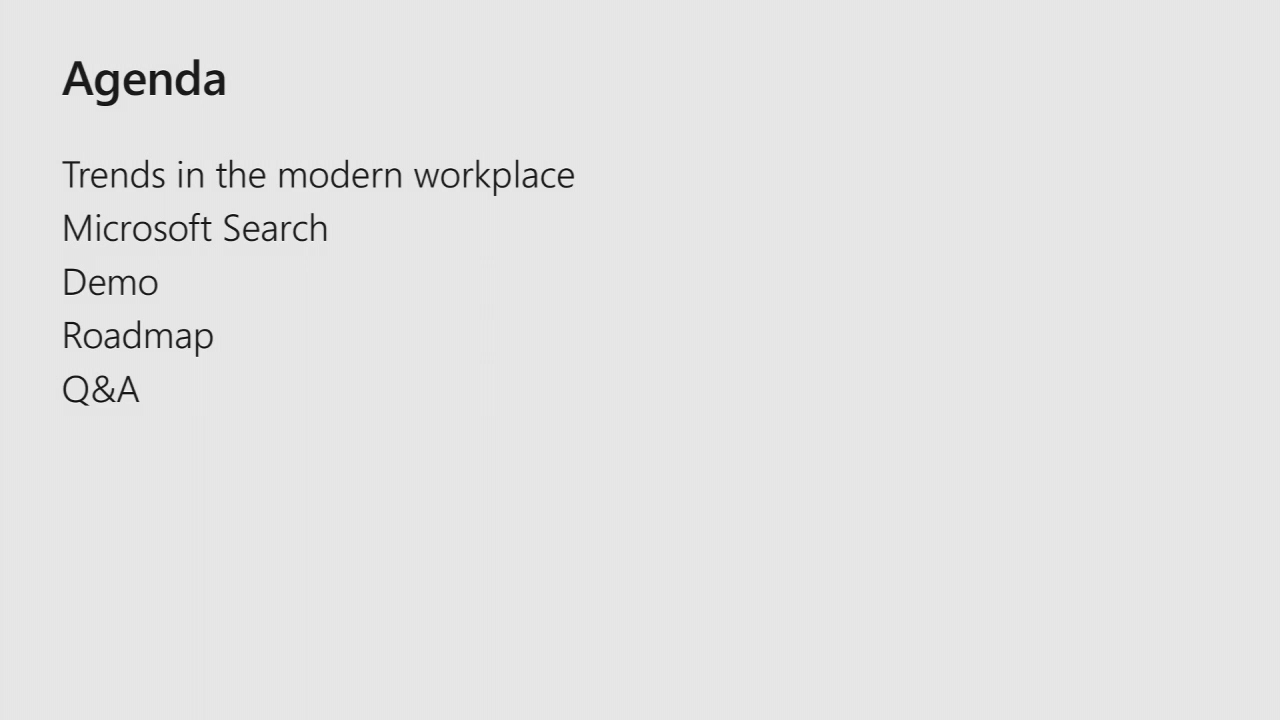 Agenda
Trends in the modern workplace
Microsoft Search
Demo
Roadmap
Q&A